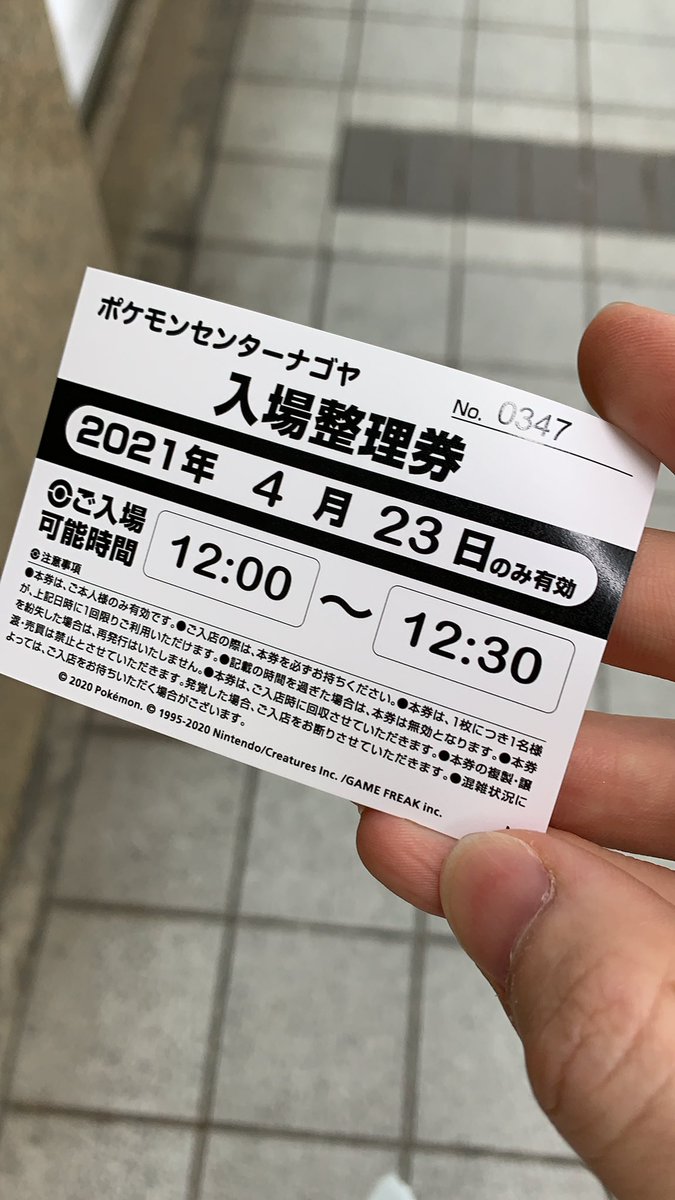 ポケモンセンターナゴヤ
入場整理券
No. 0347
2021年 4月 23日のみ有効
ご入場
可能時間
12:00 〜 12:30
注意事項
●本券は、ご本人様のみ有効です。●ご入店の際は、本券を必ずお持ちください。●本券は、1枚につき1名様
が、上記日時に1回限りご利用いただけます。●記載の時間を過ぎた場合は、本券は無効となります。●本券
を紛失した場合は、再発行はいたしません。●本券は、ご入店時に回収させていただきます。●本券の複製・譲
渡・売買は禁止とさせていただきます。発覚した場合、ご入店をお断りさせていただきます。●混雑状況に
よっては、ご入店をお待ちいただく場合がございます。
© 2020 Pokémon. © 1995-2020 Nintendo/Creatures Inc. /GAME FREAK inc.